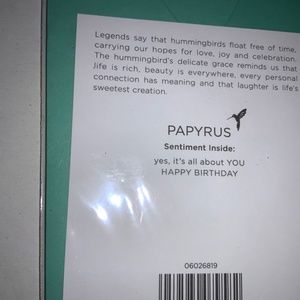 Legends say that hummingbirds float free of time,
carrying our hopes for love, joy and celebration.
The hummingbird's delicate grace reminds us that
life is rich, beauty is everywhere, every personal
connection has meaning and that laughter is life's
sweetest creation.
PAPYRUS
Sentiment Inside:
yes, it's all about YOU
HAPPY BIRTHDAY
06026819